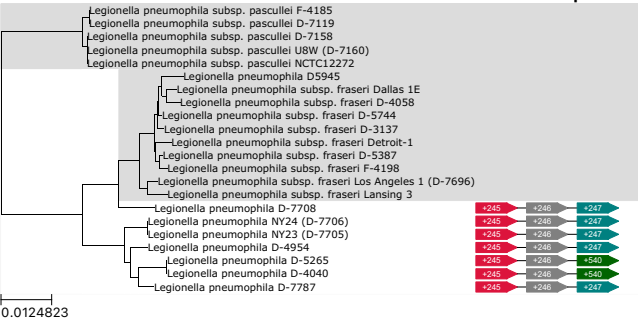 Legionella pneumophila subsp. pascullei F-4185
Legionella pneumophila subsp. pascullei D-7119
Legionella pneumophila subsp. pascullei D-7158
Legionella pneumophila subsp. pascullei U8W (D-7160)
Legionella pneumophila subsp. pascullei NCTC12272
Legionella pneumophila D5945
Legionella pneumophila subsp. fraseri Dallas 1E
Legionella pneumophila subsp. fraseri D-4058
Legionella pneumophila subsp. fraseri D-5744
Legionella pneumophila subsp. fraseri D-3137
Legionella pneumophila subsp. fraseri Detroit-1
Legionella pneumophila subsp. fraseri D-5387
Legionella pneumophila subsp. fraseri F-4198
Legionella pneumophila subsp. fraseri Los Angeles 1 (D-7696)
Legionella pneumophila subsp. fraseri Lansing 3
Legionella pneumophila D-7708 +245 +246 +247
Legionella pneumophila NY24 (D-7706) +245 +246 +247
Legionella pneumophila NY23 (D-7705) +245 +246 +247
Legionella pneumophila D-4954 +245 +246 +247
Legionella pneumophila D-5265 +245 +246 +540
Legionella pneumophila D-4040 +245 +246 +540
Legionella pneumophila D-7787 +245 +246 +247
0.0124823